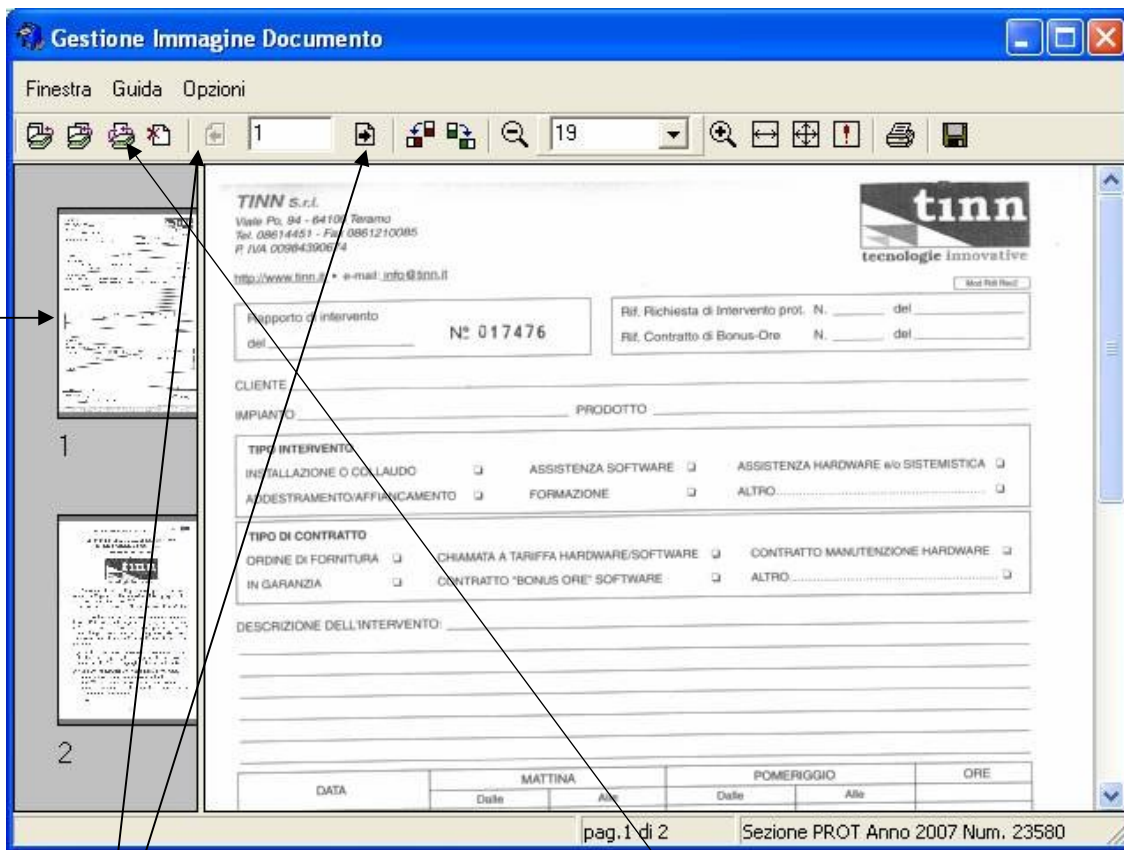 Gestione Immagine Documento
Finestra Guida Opzioni
1 19
TINN s.r.l.
Viale Po, 94 - 64100 Teramo
Tel. 08614451 - Fax 0861210085
P. IVA 00984390674
http://www.tinn.it • e-mail: info@tinn.it
tinn
tecnologie innovative
Rapporto di intervento
del
Nº 017476
Rif. Richiesta di Intervento prot. N. del
Rif. Contratto di Bonus-Ore N. del
CLIENTE
IMPIANTO PRODOTTO
TIPO INTERVENTO
INSTALLAZIONE O COLLAUDO ASSISTENZA SOFTWARE ASSISTENZA HARDWARE e/o SISTEMISTICA
ADDESTRAMENTO/AFFIANCAMENTO FORMAZIONE ALTRO
TIPO DI CONTRATTO
ORDINE DI FORNITURA CHIAMATA A TARIFFA HARDWARE/SOFTWARE CONTRATTO MANUTENZIONE HARDWARE
IN GARANZIA CONTRATTO "BONUS ORE" SOFTWARE ALTRO
DESCRIZIONE DELL'INTERVENTO:
DATA MATTINA POMERIGGIO ORE
Dalle Alle Dalle Alle
1
tinn
2
pag.1 di 2 Sezione PROT Anno 2007 Num. 23580